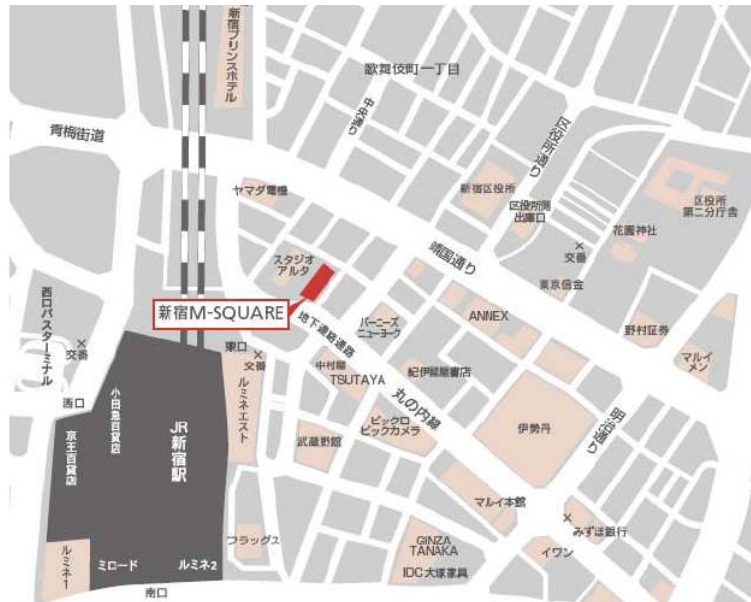 新宿プリンスホテル
歌舞伎町一丁目
中央通り
区役所通り
青梅街道
ヤマダ電機
新宿区役所
区役所側
出庫口
区役所
第二分庁舎
花園神社
交番
靖国通り
東京信金
スタジオ
アルタ
新宿M-SQUARE
地下連絡通路
バーニーズ
ニューヨーク
ANNEX
野村証券
マルイ
メン
西口バスターミナル
交番
東口
交番
中村屋
TSUTAYA
紀伊國屋書店
丸の内線
明治通り
西口
小田急百貨店
京王百貨店
JR新宿駅
ルミネエスト
武蔵野館
ビックロ
ビックカメラ
伊勢丹
マルイ本館
みずほ銀行
フラッグス
GINZA
TANAKA
IDC大塚家具
イワン
ルミネ1
ミロード
ルミネ2
南口